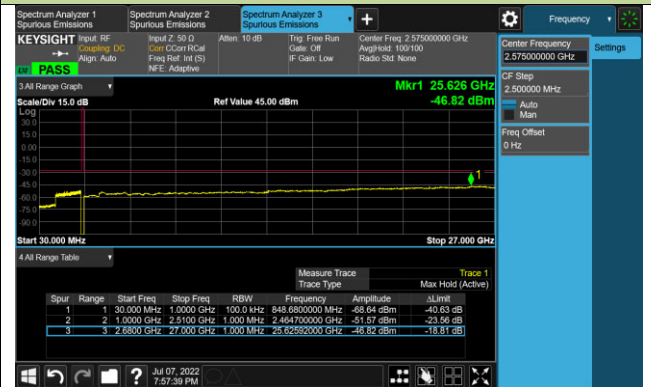 Spectrum Analyzer 1
Spurious Emissions
Spectrum Analyzer 2
Spurious Emissions
Spectrum Analyzer 3
Spurious Emissions
Frequency
KEYSIGHT Input: RF
Coupling: DC
Align: Auto
PASS
Input Z: 50 Ω
Corr CCorr RCal
Freq Ref: Int (S)
NFE: Adaptive
Atten: 10 dB
Trig: Free Run
Gate: Off
IF Gain: Low
Center Freq: 2.575000000 GHz
Avg|Hold: 100/100
Radio Std: None
Center Frequency
2.575000000 GHz
Settings
CF Step
2.500000 MHz
Auto
Man
Freq Offset
0 Hz
3 All Range Graph
Mkr1 25.626 GHz
Scale/Div 15.0 dB
Ref Value 45.00 dBm
-46.82 dBm
Log
30.0
15.0
0.00
-15.0
-30.0
-45.0
-60.0
-75.0
-90.0
1
Start 30.000 MHz
Stop 27.000 GHz
4 All Range Table
Measure Trace Trace 1
Trace Type Max Hold (Active)
Spur Range Start Freq Stop Freq RBW Frequency Amplitude ΔLimit
1 1 30.000 MHz 1.0000 GHz 100.0 kHz 848.6800000 MHz -68.64 dBm -40.63 dB
2 2 1.0000 GHz 2.5100 GHz 1.000 MHz 2.464700000 GHz -51.57 dBm -23.56 dB
3 3 2.6800 GHz 27.000 GHz 1.000 MHz 25.62592000 GHz -46.82 dBm -18.81 dB
Jul 07, 2022
7:57:39 PM